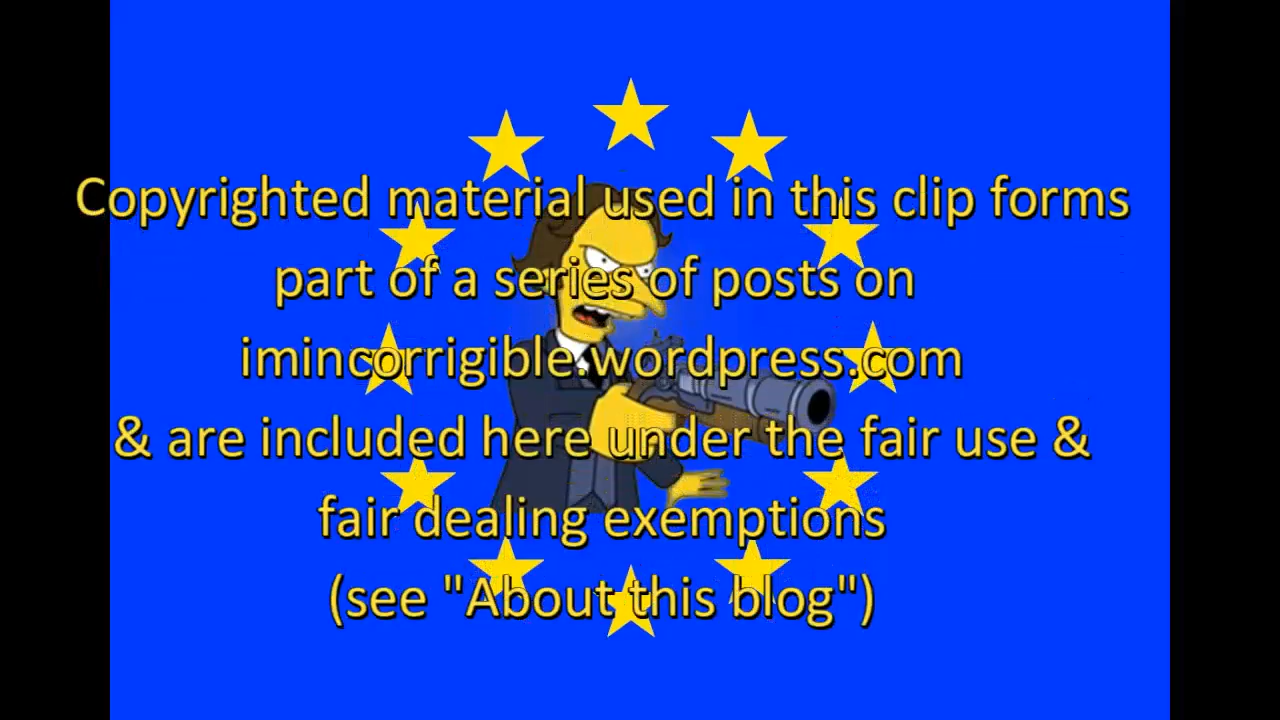 Copyrighted material used in this clip forms
part of a series of posts on
imincorrigible.wordpress.com
& are included here under the fair use &
fair dealing exemptions
(see "About this blog")